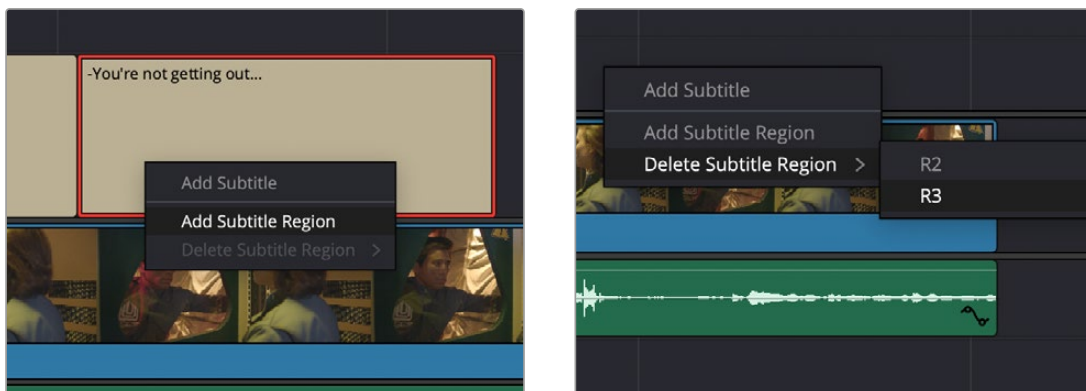 -You're not getting out...
Add Subtitle
Add Subtitle Region
Delete Subtitle Region >
Add Subtitle
Add Subtitle Region
Delete Subtitle Region >
R2
R3